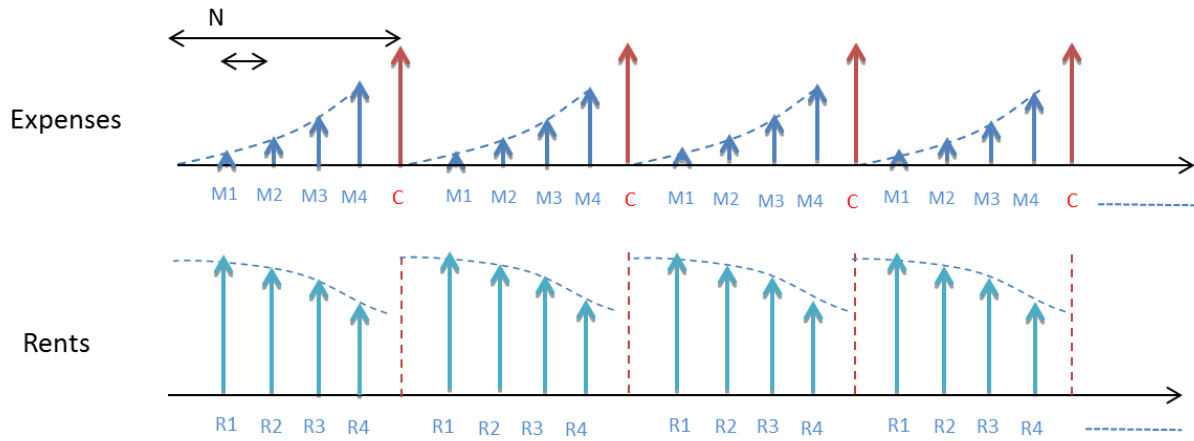 N
Expenses
M1 M2 M3 M4 C M1 M2 M3 M4 C M1 M2 M3 M4 C M1 M2 M3 M4 C
Rents
R1 R2 R3 R4 R1 R2 R3 R4 R1 R2 R3 R4 R1 R2 R3 R4